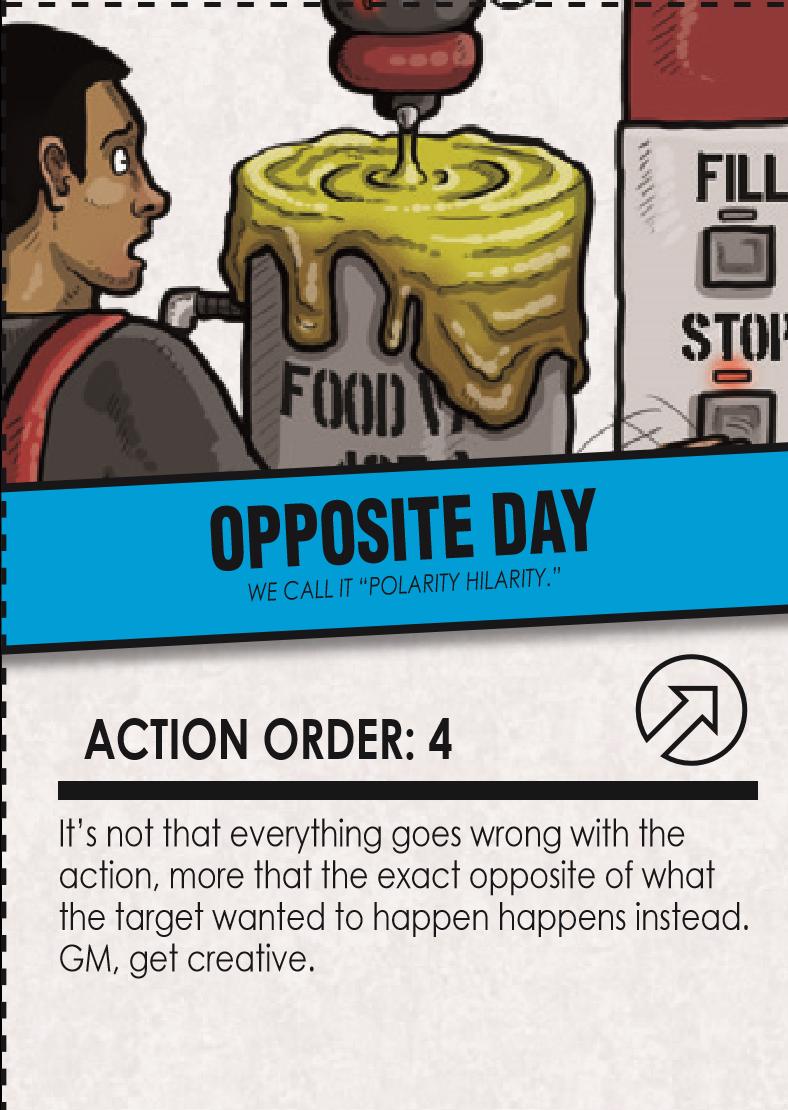 FILL
STOP
FOOD
OPPOSITE DAY
WE CALL IT “POLARITY HILARITY.”
ACTION ORDER: 4
It’s not that everything goes wrong with the
action, more that the exact opposite of what
the target wanted to happen happens instead.
GM, get creative.